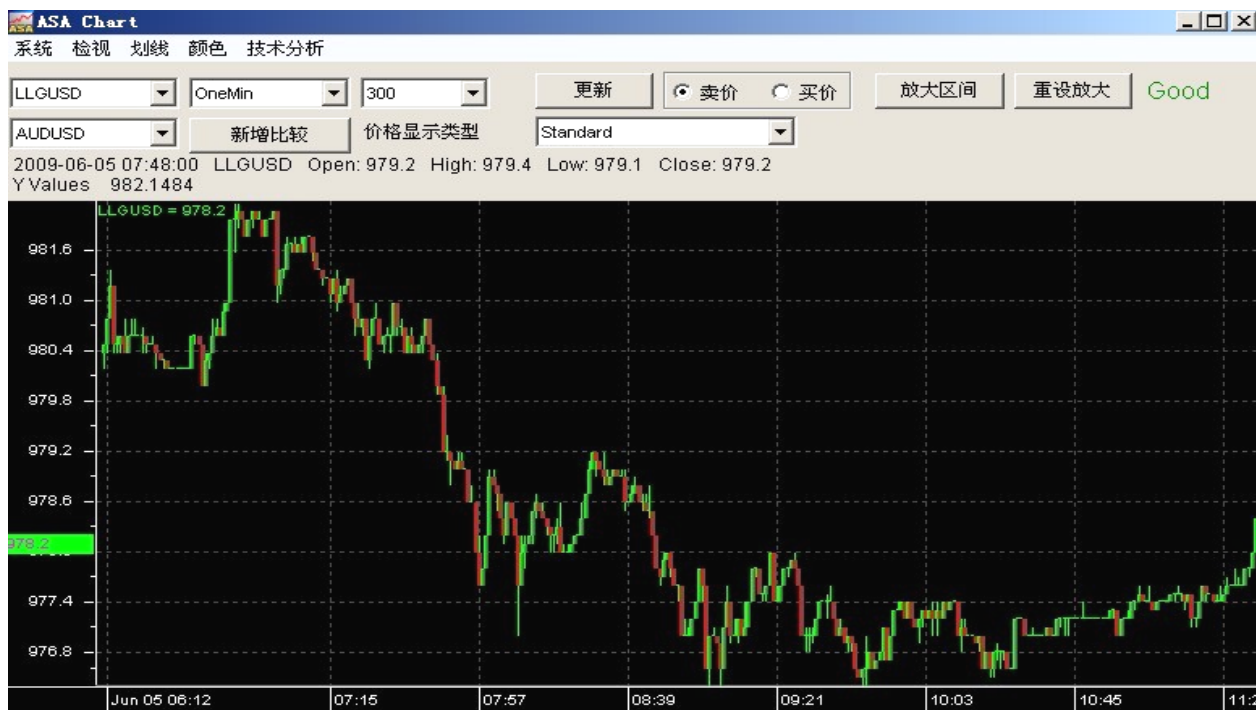 ASA Chart
系统 检视 划线 颜色 技术分析
LLGUSD OneMin 300 更新 卖价 买价 放大区间 重设放大 Good
AUDUSD 新增比较 价格显示类型 Standard
2009-06-05 07:48:00 LLGUSD Open: 979.2 High: 979.4 Low: 979.1 Close: 979.2
Y Values 982.1484
LLGUSD = 978.2
981.6
981.0
980.4
979.8
979.2
978.6
978.2
977.4
976.8
Jun 05 06:12 07:15 07:57 08:39 09:21 10:03 10:45